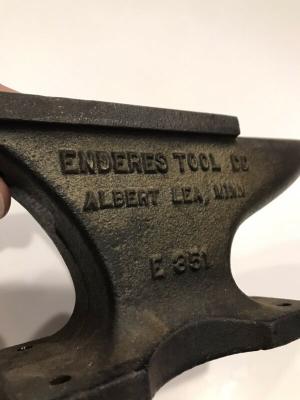 ENDERES TOOL CO
ALBERT LEA, MINN
E 351